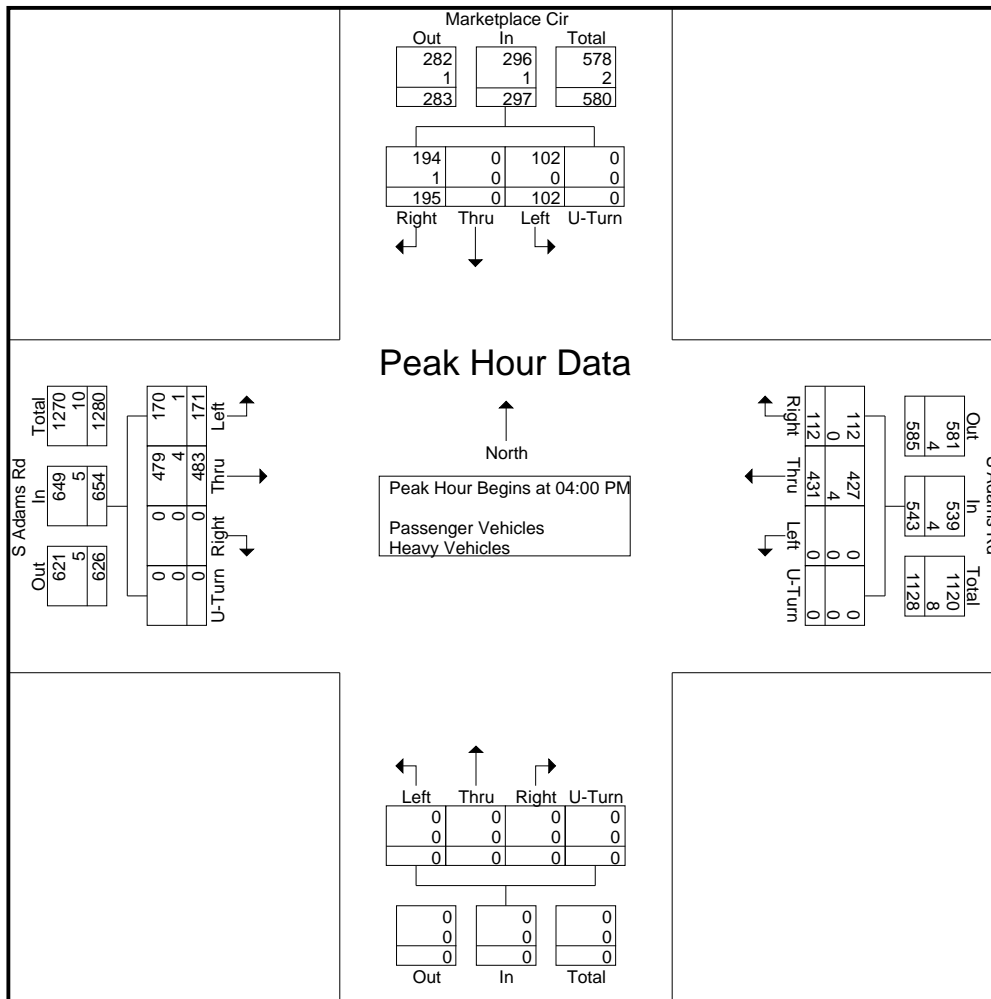 Marketplace Cir
Out In Total
282 296 578
1 1 2
283 297 580
194 0 102 0
1 0 0 0
195 0 102 0
Right Thru Left U-Turn
Peak Hour Data
North
Peak Hour Begins at 04:00 PM
Passenger Vehicles
Heavy Vehicles
S Adams Rd
Out In Total
621 649 1270
5 5 10
626 654 1280
U-Turn Right Thru Left
0 0 479 170
0 0 4 1
0 0 483 171
Adams Rd
Out In Total
581 539 1120
4 4 8
585 543 1128
112 427 0 0
0 4 0 0
112 431 0 0
Right Thru Left U-Turn
Left Thru Right U-Turn
0 0 0 0
0 0 0 0
0 0 0 0
0 0 0
0 0 0
0 0 0
Out In Total